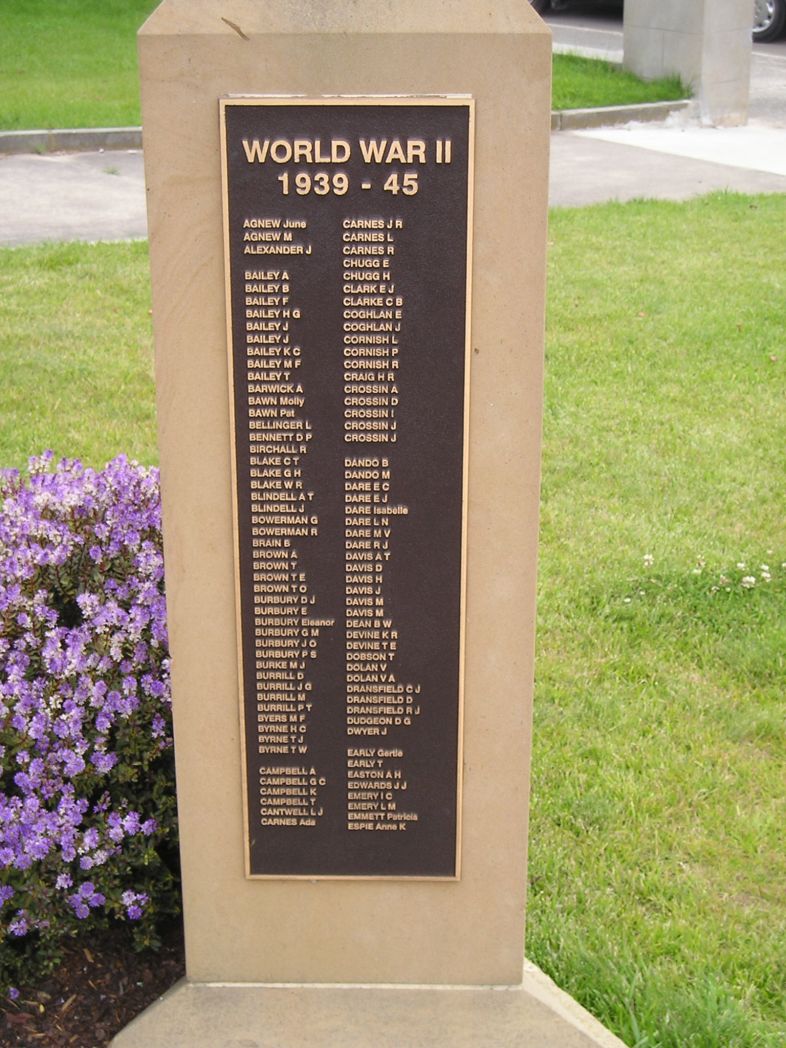 WORLD WAR II
1939 - 45
AGNEW June
AGNEW M
ALEXANDER J
BAILEY A
BAILEY B
BAILEY F
BAILEY H G
BAILEY J
BAILEY J
BAILEY K C
BAILEY M F
BAILEY T
BARWICK A
BAWN Molly
BAWN Pat
BELLINGER L
BENNETT D P
BIRCHALL R
BLAKE C T
BLAKE G H
BLAKE W R
BLINDELL A T
BLINDELL J
BOWERMAN G
BOWERMAN R
BRAIN B
BROWN A
BROWN T
BROWN T E
BROWN T O
BURBURY D J
BURBURY E
BURBURY Eleanor
BURBURY G M
BURBURY J O
BURBURY P S
BURKE M J
BURRILL D
BURRILL J G
BURRILL M
BURRILL P T
BYERS M F
BYRNE H C
BYRNE T J
BYRNE T W
CAMPBELL A
CAMPBELL G C
CAMPBELL K
CAMPBELL T
CANTWELL L J
CARNES Ada
CARNES J R
CARNES L
CARNES R
CHUGG E
CHUGG H
CLARK E J
CLARKE C B
COGHLAN E
COGHLAN J
CORNISH L
CORNISH P
CORNISH R
CRAIG H R
CROSSIN A
CROSSIN D
CROSSIN I
CROSSIN J
CROSSIN J
DANDO B
DANDO M
DARE E C
DARE E J
DARE Isabelle
DARE L N
DARE M V
DARE R J
DAVIS A T
DAVIS D
DAVIS H
DAVIS J
DAVIS M
DAVIS M
DEAN B W
DEVINE K R
DEVINE T E
DOBSON T
DOLAN V
DOLAN V A
DRANSFIELD C J
DRANSFIELD D
DRANSFIELD R J
DUDGEON D G
DWYER J
EARLY Gertie
EARLY T
EASTON A H
EDWARDS J J
EMERY I C
EMERY L M
EMMETT Patricia
ESPIE Anne K